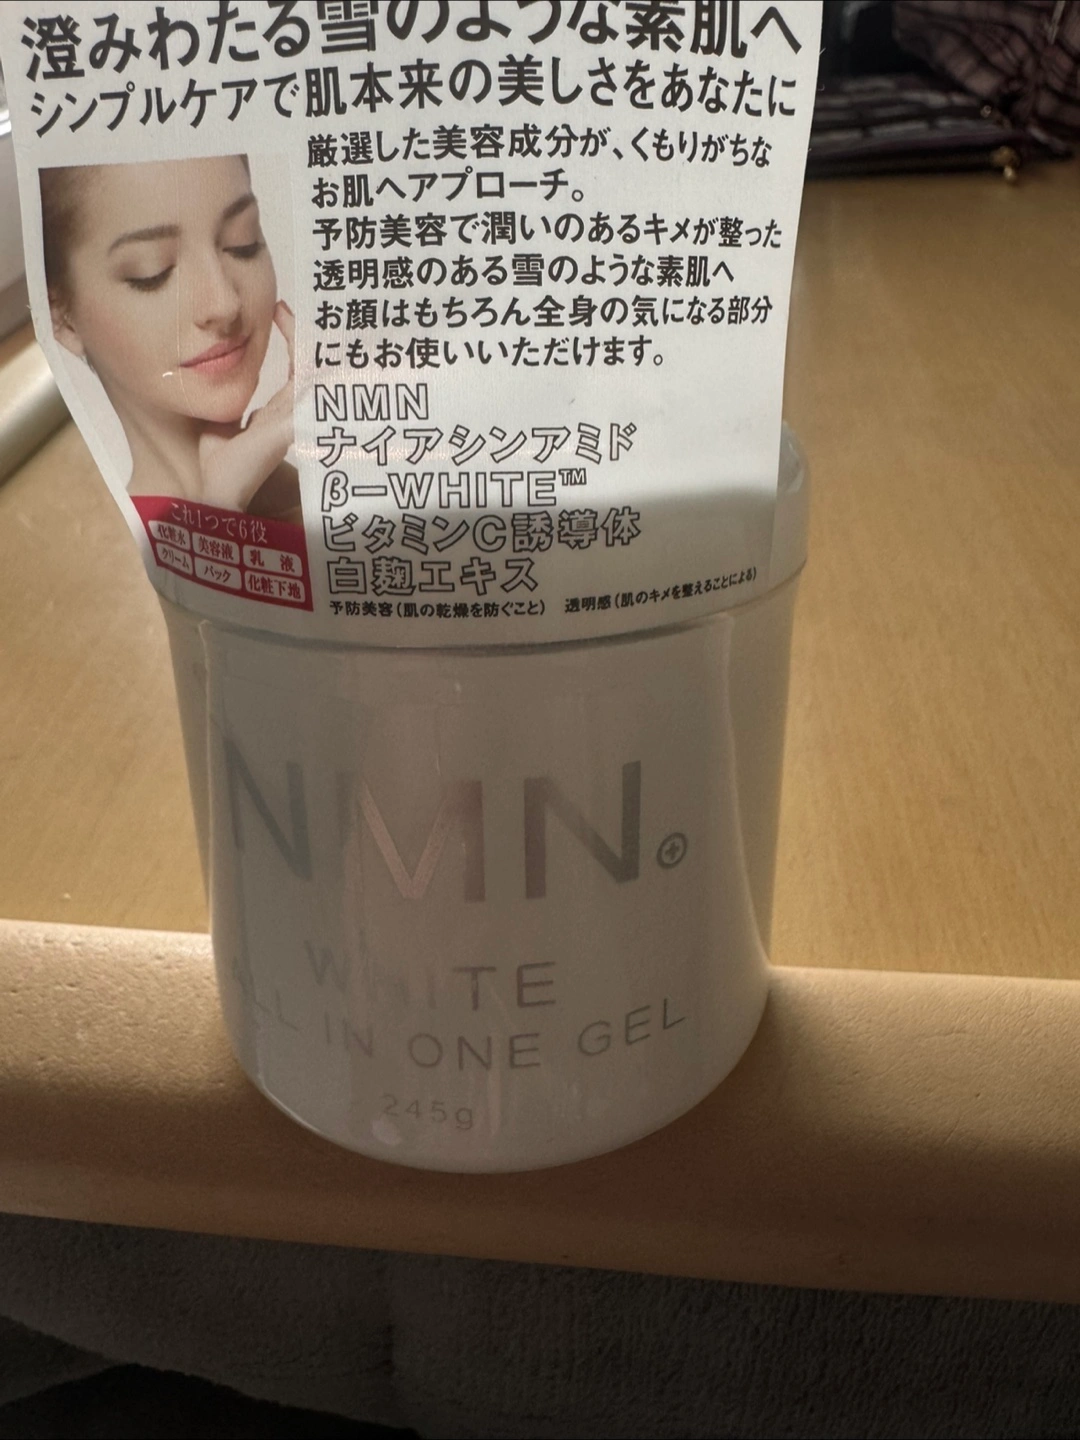 澄みわたる雪のような素肌へ
シンプルケアで肌本来の美しさをあなたに
厳選した美容成分が、くもりがちな
お肌へアプローチ。
予防美容で潤いのあるキメが整った
透明感のある雪のような素肌へ
お顔はもちろん全身の気になる部分
にもお使いいただけます。
NMN
ナイアシンアミド
β-WHITE™
ビタミンC誘導体
白麹エキス
予防美容(肌の乾燥を防ぐこと) 透明感(肌のキメを整えることによる)
これ1つで6役
化粧水 美容液 乳液
クリーム パック 化粧下地
NMN
WHITE
ALL IN ONE GEL
245g